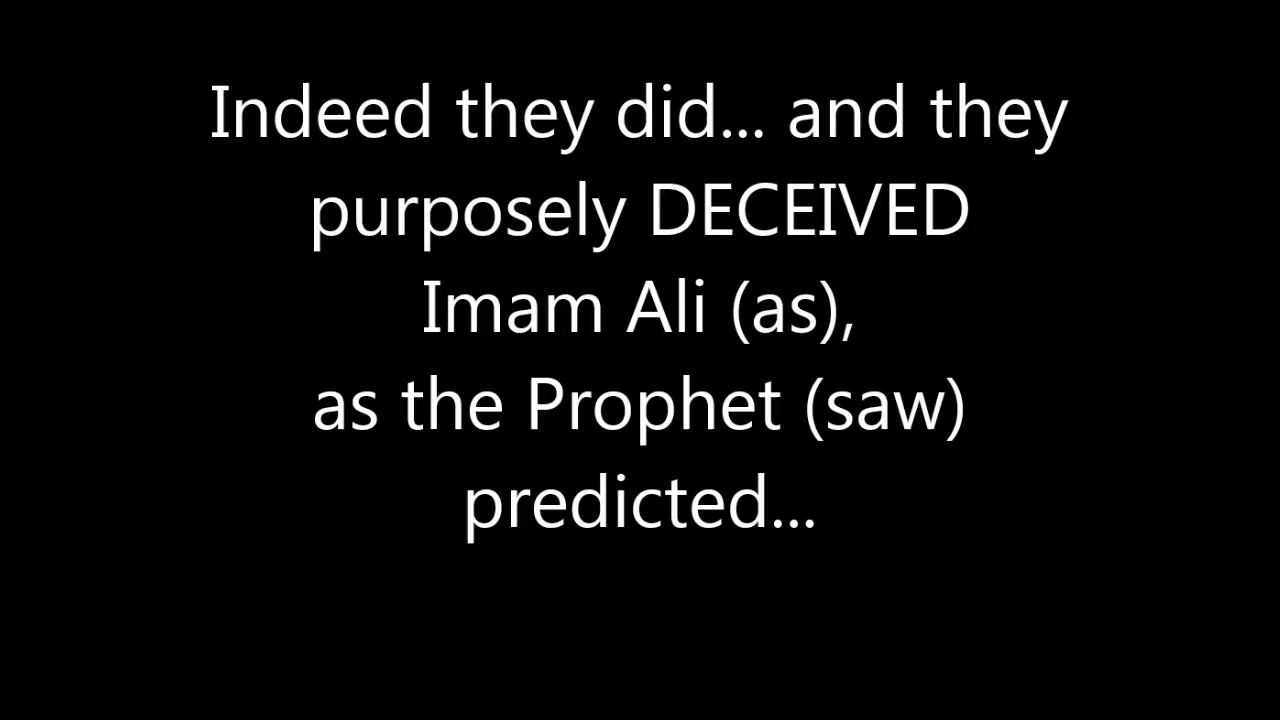 Indeed they did... and they
purposely DECEIVED
Imam Ali (as),
as the Prophet (saw)
predicted...